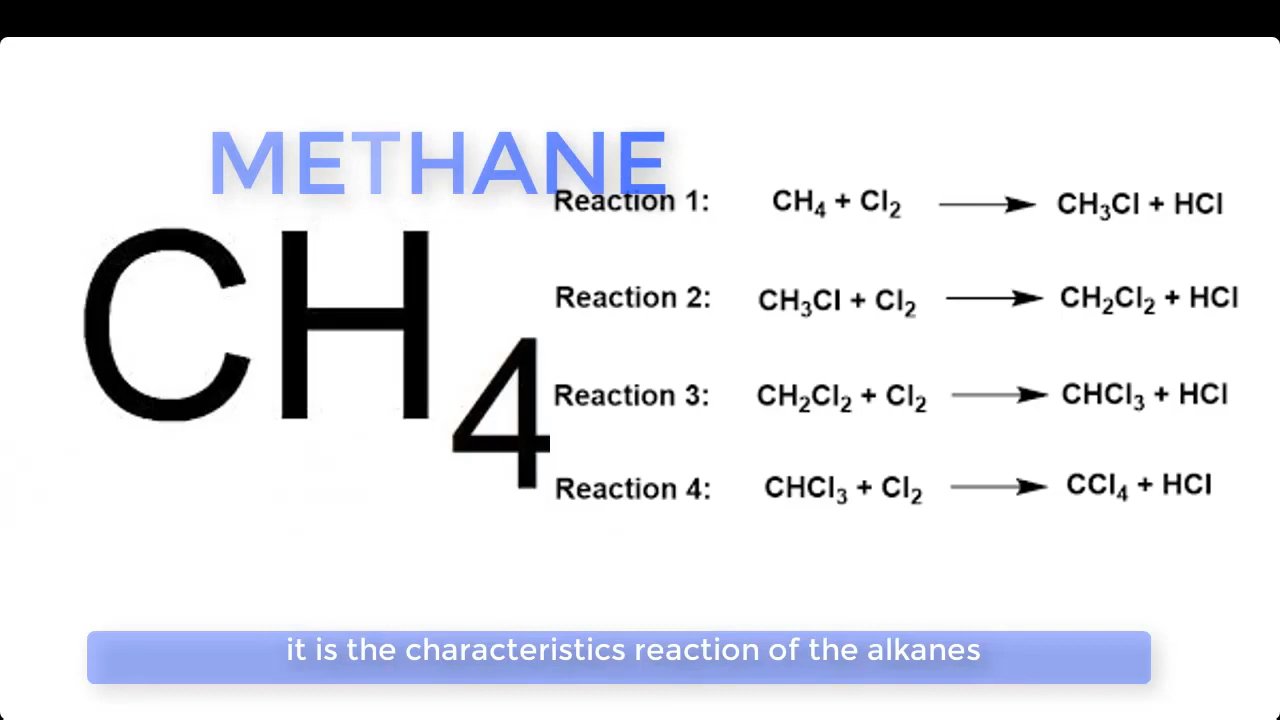 METHANE
CH₄
Reaction 1: CH₄ + Cl₂ ⟶ CH₃Cl + HCl
Reaction 2: CH₃Cl + Cl₂ ⟶ CH₂Cl₂ + HCl
Reaction 3: CH₂Cl₂ + Cl₂ ⟶ CHCl₃ + HCl
Reaction 4: CHCl₃ + Cl₂ ⟶ CCl₄ + HCl
it is the characteristics reaction of the alkanes